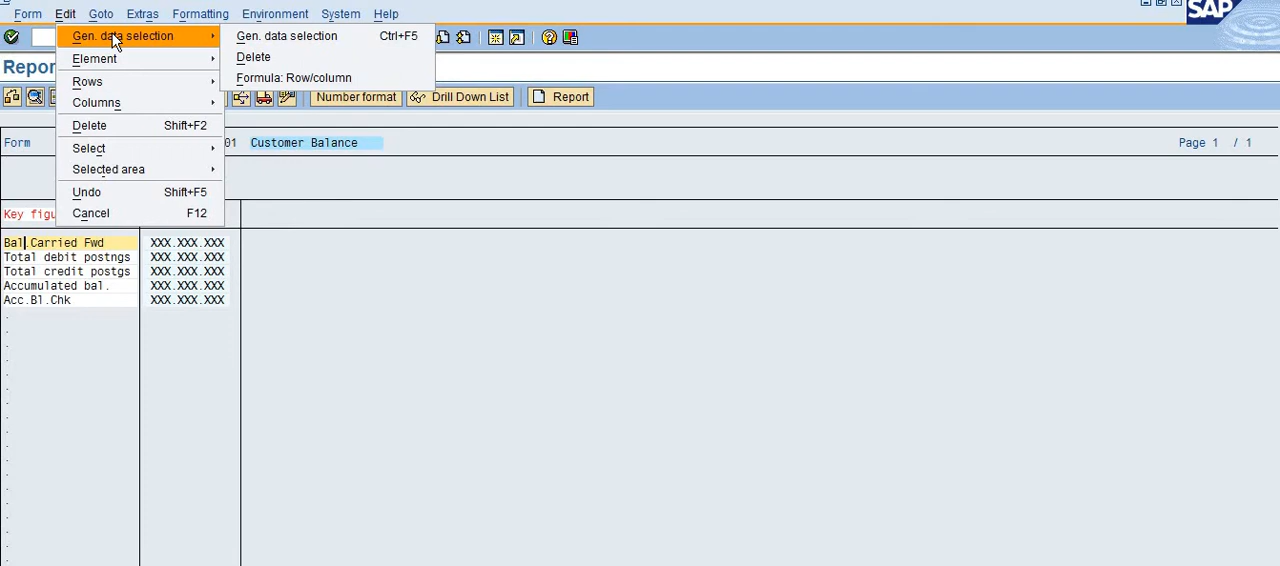 Form Edit Goto Extras Formatting Environment System Help
SAP
Gen. data selection
Element
Rows
Columns
Delete Shift+F2
Select
Selected area
Undo Shift+F5
Cancel F12
Gen. data selection Ctrl+F5
Delete
Formula: Row/column
Repor
Number format Drill Down List Report
Form 01 Customer Balance Page 1 / 1
Key figu
Bal.Carried Fwd XXX.XXX.XXX
Total debit postngs XXX.XXX.XXX
Total credit postgs XXX.XXX.XXX
Accumulated bal. XXX.XXX.XXX
Acc.Bl.Chk XXX.XXX.XXX